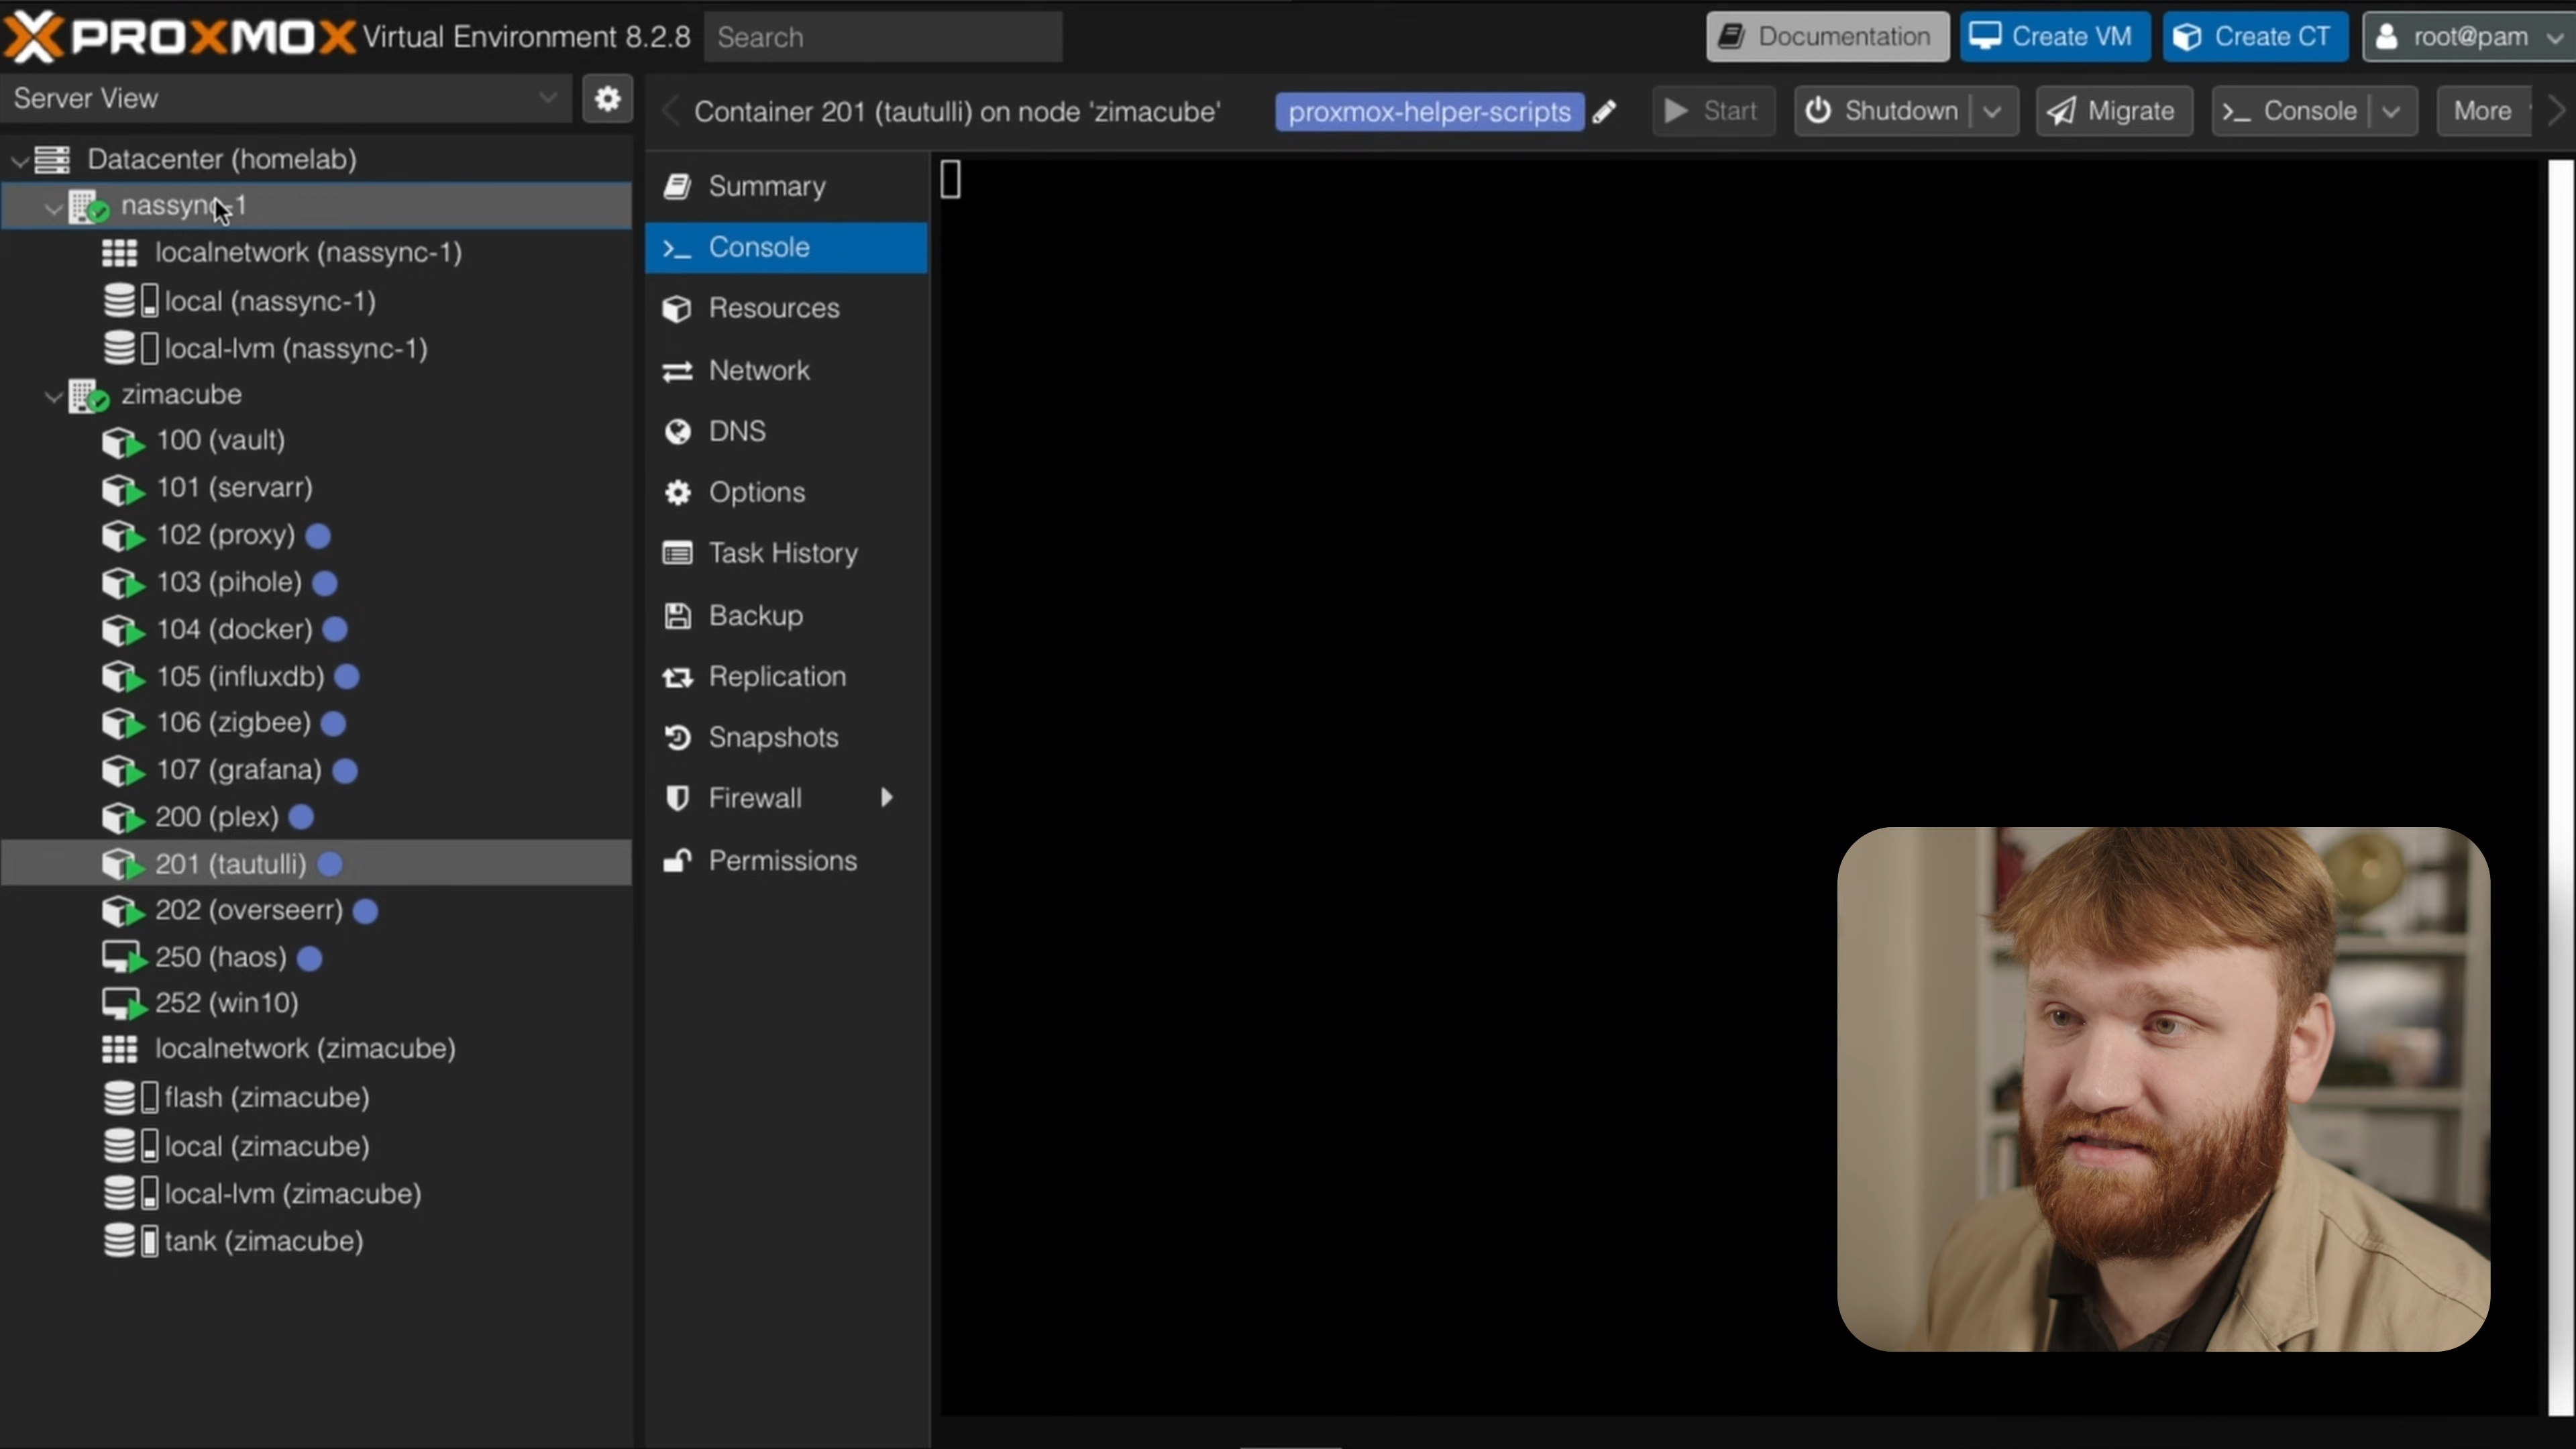 PROXMOX Virtual Environment 8.2.8
Search
Documentation
Create VM
Create CT
root@pam
Server View
Datacenter (homelab)
nassync-1
localnetwork (nassync-1)
local (nassync-1)
local-lvm (nassync-1)
zimacube
100 (vault)
101 (servarr)
102 (proxy)
103 (pihole)
104 (docker)
105 (influxdb)
106 (zigbee)
107 (grafana)
200 (plex)
201 (tautulli)
202 (overseerr)
250 (haos)
252 (win10)
localnetwork (zimacube)
flash (zimacube)
local (zimacube)
local-lvm (zimacube)
tank (zimacube)
Container 201 (tautulli) on node 'zimacube'
proxmox-helper-scripts
Start
Shutdown
Migrate
Console
More
Summary
Console
Resources
Network
DNS
Options
Task History
Backup
Replication
Snapshots
Firewall
Permissions